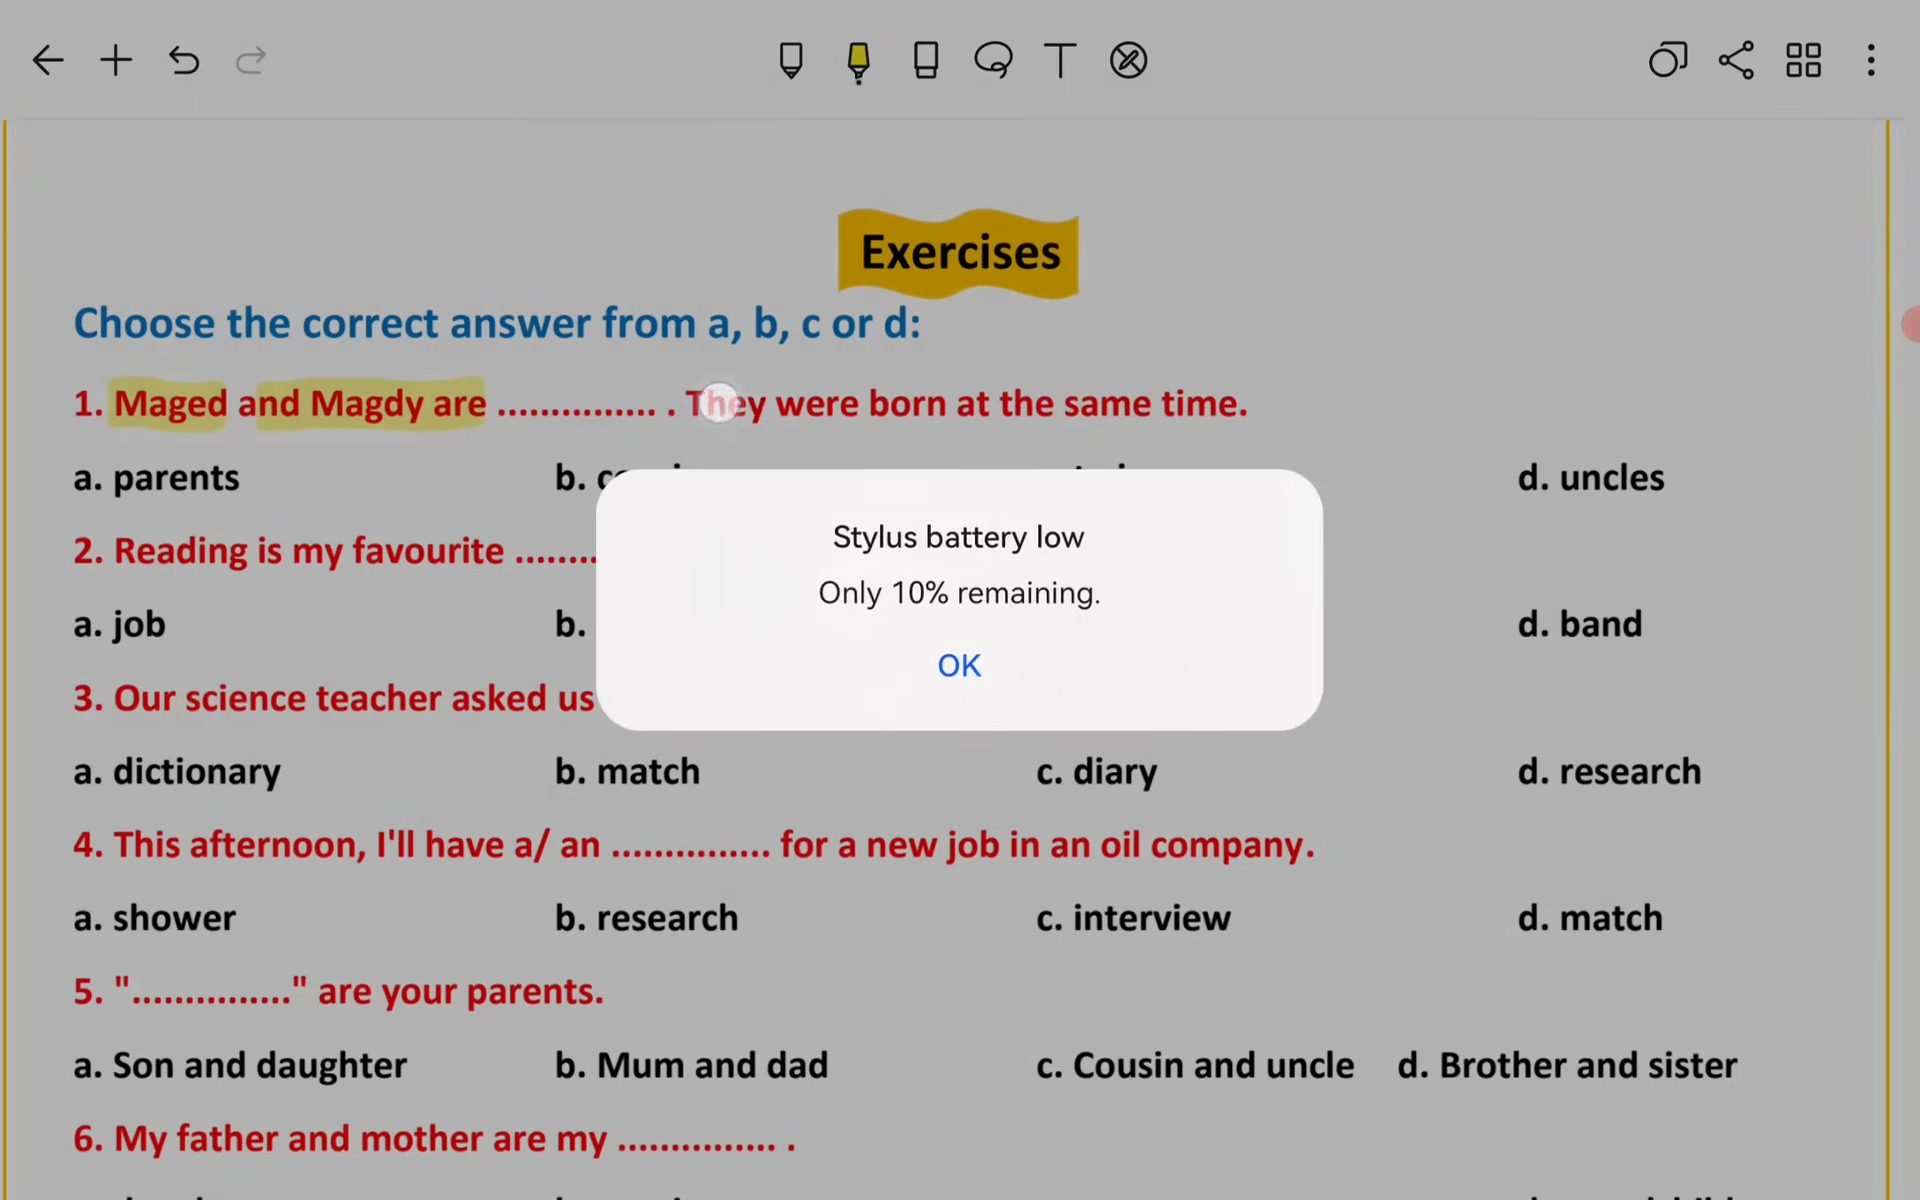 Exercises
Choose the correct answer from a, b, c or d:
1. Maged and Magdy are ............... . They were born at the same time.
a. parents b. d. uncles
2. Reading is my favourite ........
a. job b. d. band
3. Our science teacher asked us
Stylus battery low
Only 10% remaining.
OK
a. dictionary b. match c. diary d. research
4. This afternoon, I'll have a/ an ............... for a new job in an oil company.
a. shower b. research c. interview d. match
5. "..............." are your parents.
a. Son and daughter b. Mum and dad c. Cousin and uncle d. Brother and sister
6. My father and mother are my ............... .